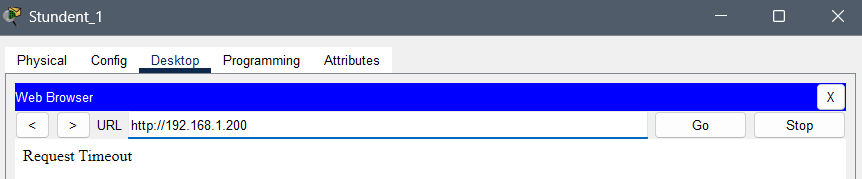 Stundent_1
Physical Config Desktop Programming Attributes
Web Browser X
< > URL http://192.168.1.200 Go Stop
Request Timeout